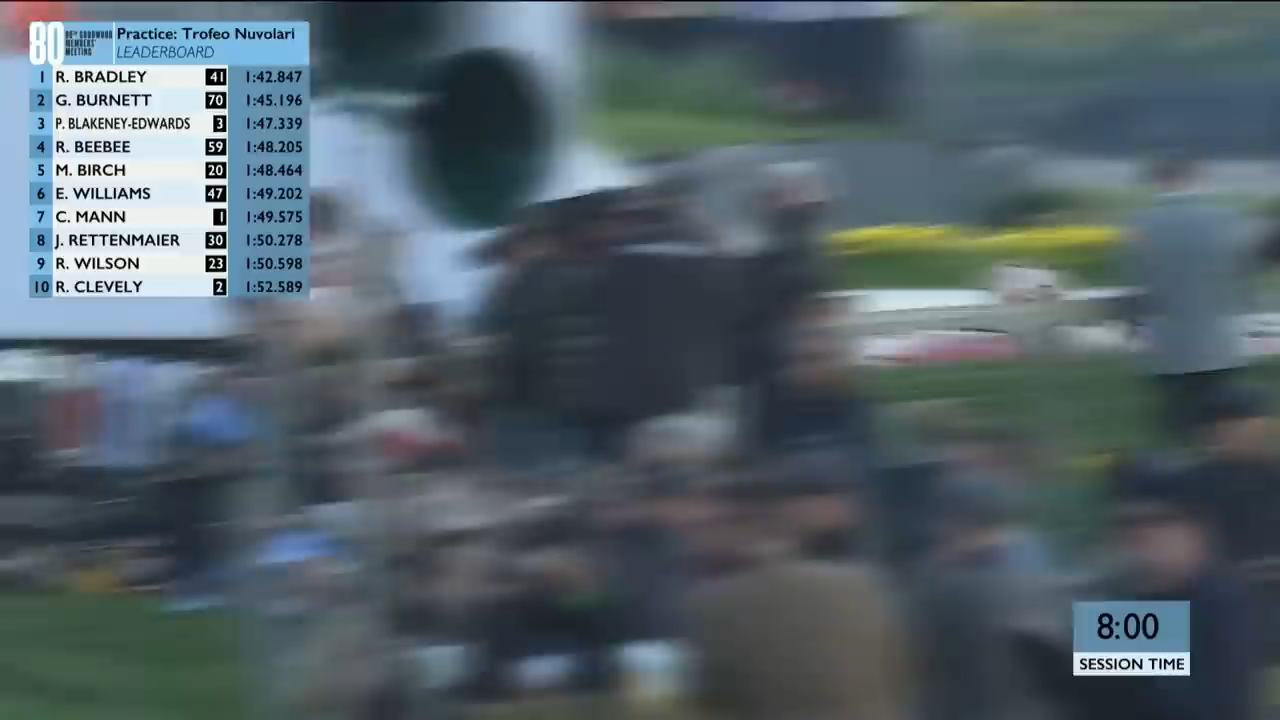 80
80TH GOODWOOD
MEMBERS'
MEETING
Practice: Trofeo Nuvolari
LEADERBOARD
1 R. BRADLEY 41 1:42.847
2 G. BURNETT 70 1:45.196
3 P. BLAKENEY-EDWARDS 3 1:47.339
4 R. BEEBEE 59 1:48.205
5 M. BIRCH 20 1:48.464
6 E. WILLIAMS 47 1:49.202
7 C. MANN 1 1:49.575
8 J. RETTENMAIER 30 1:50.278
9 R. WILSON 23 1:50.598
10 R. CLEVELY 2 1:52.589
8:00
SESSION TIME